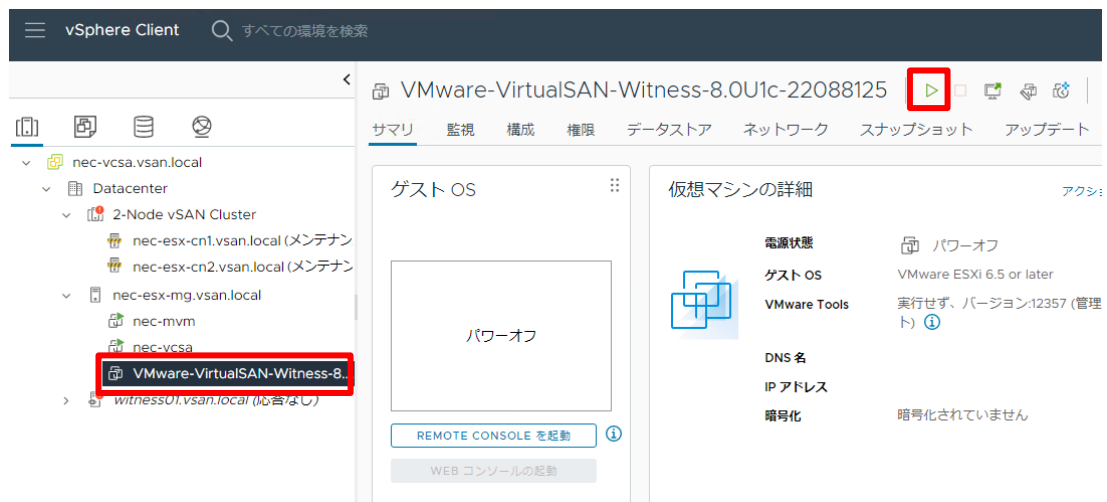 vSphere Client すべての環境を検索
VMware-VirtualSAN-Witness-8.0U1c-22088125
サマリ 監視 構成 権限 データストア ネットワーク スナップショット アップデート
nec-vcsa.vsan.local
Datacenter
2-Node vSAN Cluster
nec-esx-cn1.vsan.local (メンテナン
nec-esx-cn2.vsan.local (メンテナン
nec-esx-mg.vsan.local
nec-mvm
nec-vcsa
VMware-VirtualSAN-Witness-8...
witness01.vsan.local (応答なし)
ゲスト OS
パワーオフ
REMOTE CONSOLE を起動
WEB コンソールの起動
仮想マシンの詳細
アクショ
電源状態 パワーオフ
ゲスト OS VMware ESXi 6.5 or later
VMware Tools 実行せず、バージョン:12357 (管理
ト)
DNS 名
IP アドレス
暗号化 暗号化されていません